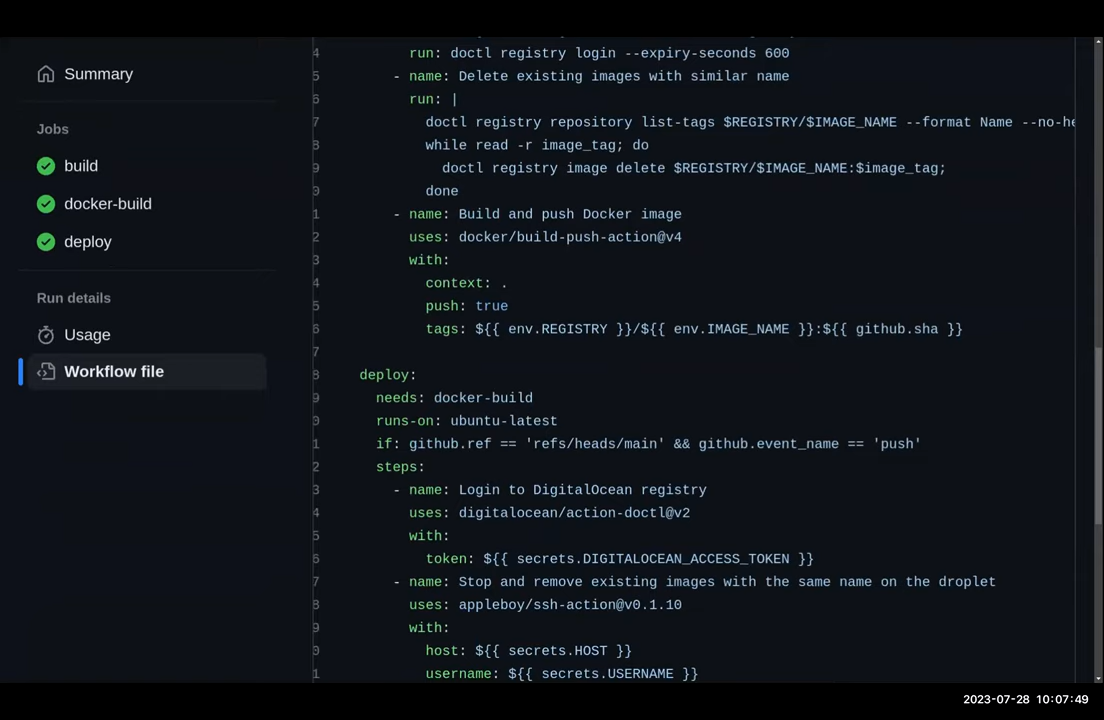 Summary
Jobs
build
docker-build
deploy
Run details
Usage
Workflow file
4 run: doctl registry login --expiry-seconds 600
5 - name: Delete existing images with similar name
6 run: |
7 doctl registry repository list-tags $REGISTRY/$IMAGE_NAME --format Name --no-he
8 while read -r image_tag; do
9 doctl registry image delete $REGISTRY/$IMAGE_NAME:$image_tag;
0 done
1 - name: Build and push Docker image
2 uses: docker/build-push-action@v4
3 with:
4 context: .
5 push: true
6 tags: ${{ env.REGISTRY }}/${{ env.IMAGE_NAME }}:${{ github.sha }}
7
8 deploy:
9 needs: docker-build
0 runs-on: ubuntu-latest
1 if: github.ref == 'refs/heads/main' && github.event_name == 'push'
2 steps:
3 - name: Login to DigitalOcean registry
4 uses: digitalocean/action-doctl@v2
5 with:
6 token: ${{ secrets.DIGITALOCEAN_ACCESS_TOKEN }}
7 - name: Stop and remove existing images with the same name on the droplet
8 uses: appleboy/ssh-action@v0.1.10
9 with:
0 host: ${{ secrets.HOST }}
1 username: ${{ secrets.USERNAME }}
2023-07-28 10:07:49